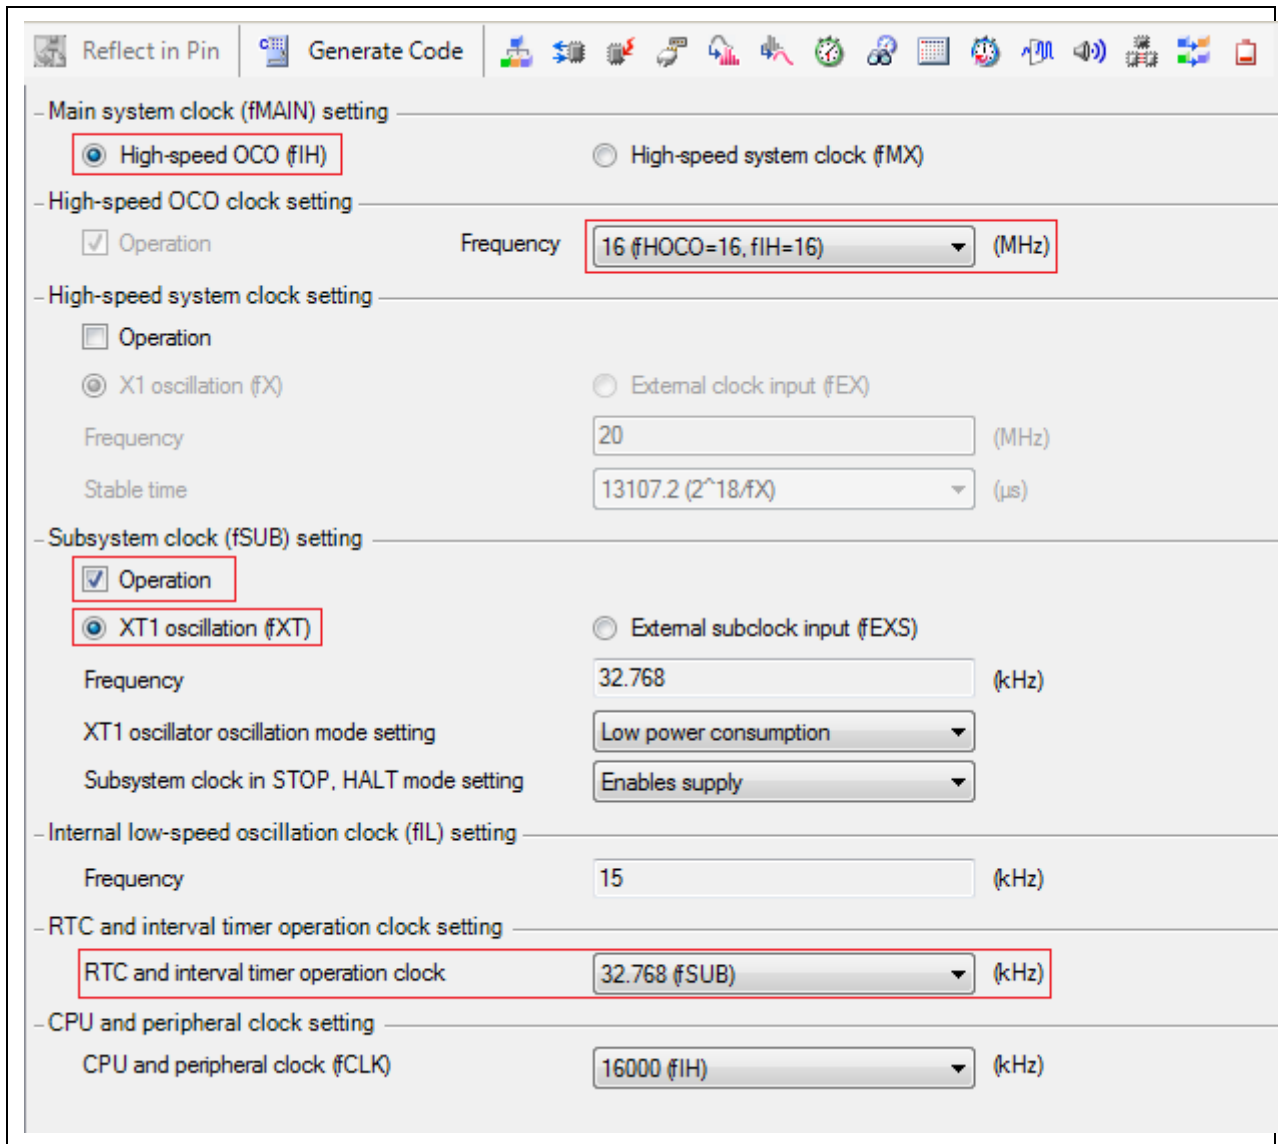 Reflect in Pin Generate Code
Main system clock (fMAIN) setting
High-speed OCO (fIH) High-speed system clock (fMX)
High-speed OCO clock setting
Operation Frequency 16 (fHOCO=16, fIH=16) (MHz)
High-speed system clock setting
Operation
X1 oscillation (fX) External clock input (fEX)
Frequency 20 (MHz)
Stable time 13107.2 (2^18/fX) (µs)
Subsystem clock (fSUB) setting
Operation
XT1 oscillation (fXT) External subclock input (fEXS)
Frequency 32.768 (kHz)
XT1 oscillator oscillation mode setting Low power consumption
Subsystem clock in STOP, HALT mode setting Enables supply
Internal low-speed oscillation clock (fIL) setting
Frequency 15 (kHz)
RTC and interval timer operation clock setting
RTC and interval timer operation clock 32.768 (fSUB) (kHz)
CPU and peripheral clock setting
CPU and peripheral clock (fCLK) 16000 (fIH) (kHz)